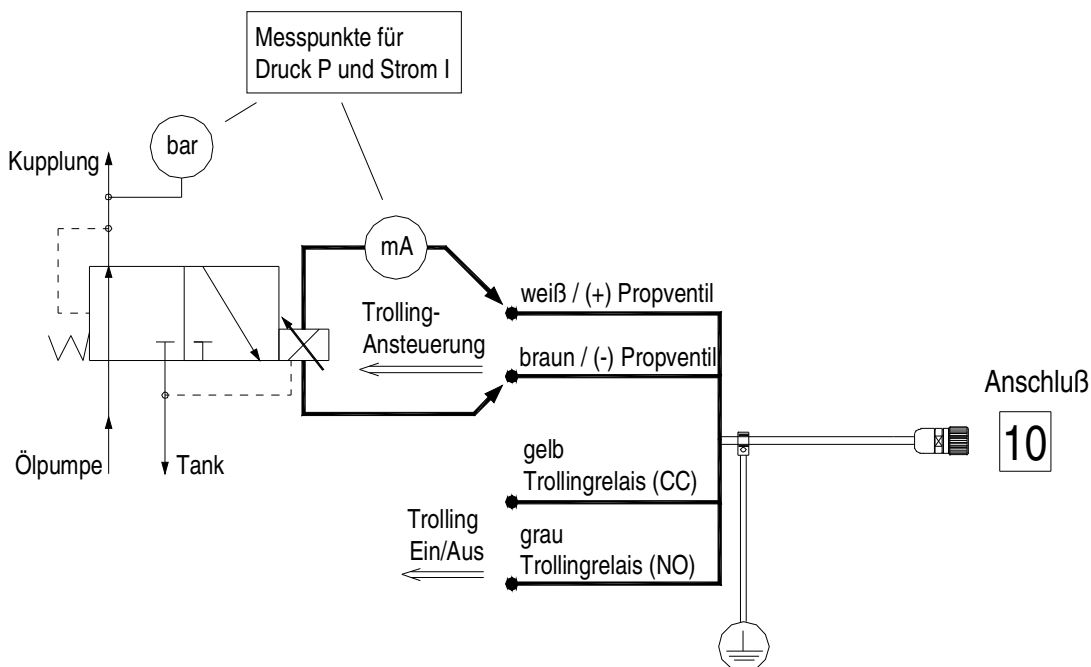 Messpunkte für
Druck P und Strom I
bar
Kupplung
mA
weiß / (+) Propventil
Trolling-
Ansteuerung
braun / (-) Propventil
Anschluß
10
Ölpumpe
Tank
gelb
Trollingrelais (CC)
Trolling
Ein/Aus
grau
Trollingrelais (NO)